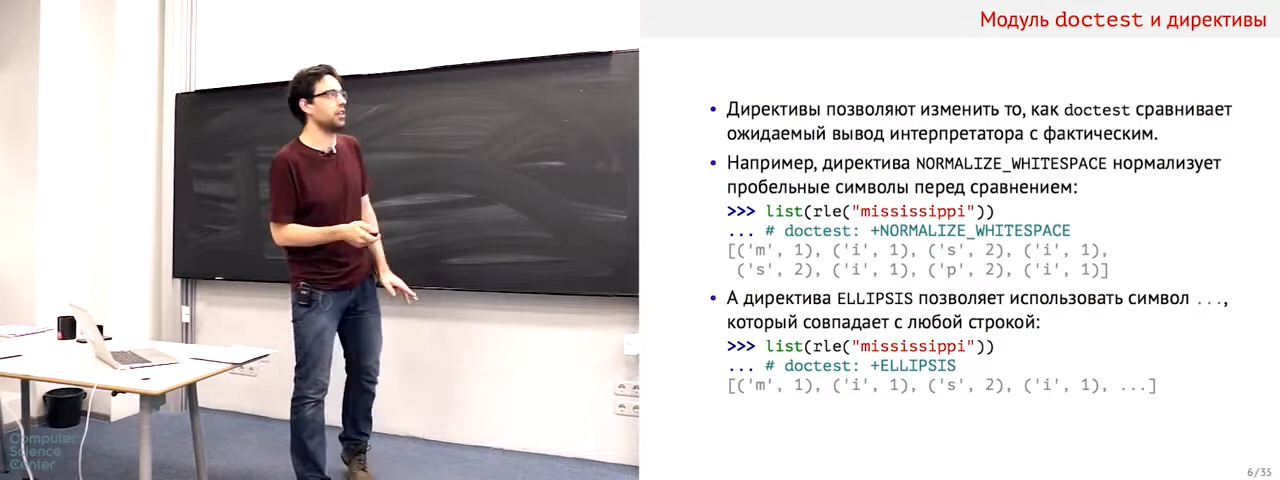 Модуль doctest и директивы
• Директивы позволяют изменить то, как doctest сравнивает
ожидаемый вывод интерпретатора с фактическим.
• Например, директива NORMALIZE_WHITESPACE нормализует
пробельные символы перед сравнением:
>>> list(rle("mississippi"))
... # doctest: +NORMALIZE_WHITESPACE
[('m', 1), ('i', 1), ('s', 2), ('i', 1),
('s', 2), ('i', 1), ('p', 2), ('i', 1)]
• А директива ELLIPSIS позволяет использовать символ ...,
который совпадает с любой строкой:
>>> list(rle("mississippi"))
... # doctest: +ELLIPSIS
[('m', 1), ('i', 1), ('s', 2), ('i', 1), ...]
6/35
Computer
Science
Center